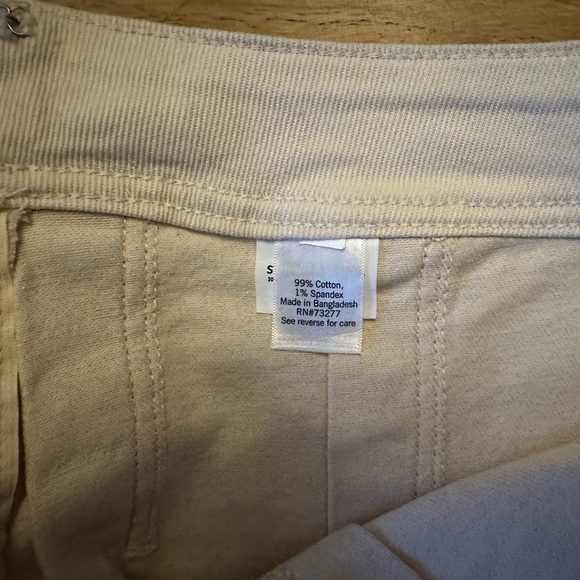 S
99% Cotton,
1% Spandex
Made in Bangladesh
RN#73277
See reverse for care